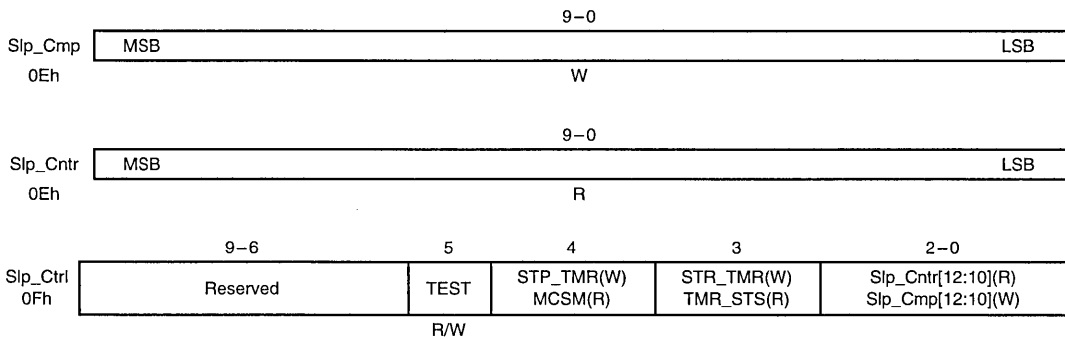 9–0
Slp_Cmp MSB LSB
0Eh W
9–0
Slp_Cntr MSB LSB
0Eh R
9–6 5 4 3 2–0
Slp_Ctrl 0Fh Reserved TEST STP_TMR(W) MCSM(R) STR_TMR(W) TMR_STS(R) Slp_Cntr[12:10](R) Slp_Cmp[12:10](W)
R/W